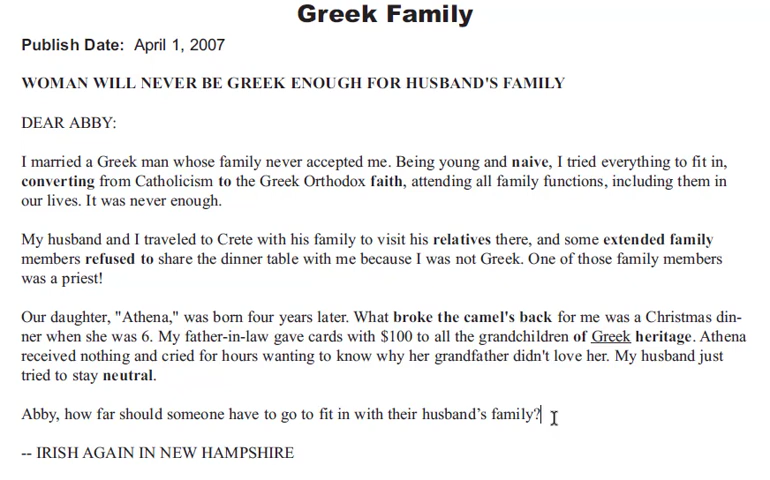 Greek Family
Publish Date: April 1, 2007
WOMAN WILL NEVER BE GREEK ENOUGH FOR HUSBAND'S FAMILY
DEAR ABBY:
I married a Greek man whose family never accepted me. Being young and naive, I tried everything to fit in,
converting from Catholicism to the Greek Orthodox faith, attending all family functions, including them in
our lives. It was never enough.
My husband and I traveled to Crete with his family to visit his relatives there, and some extended family
members refused to share the dinner table with me because I was not Greek. One of those family members
was a priest!
Our daughter, "Athena," was born four years later. What broke the camel's back for me was a Christmas din-
ner when she was 6. My father-in-law gave cards with $100 to all the grandchildren of Greek heritage. Athena
received nothing and cried for hours wanting to know why her grandfather didn't love her. My husband just
tried to stay neutral.
Abby, how far should someone have to go to fit in with their husband’s family?
-- IRISH AGAIN IN NEW HAMPSHIRE